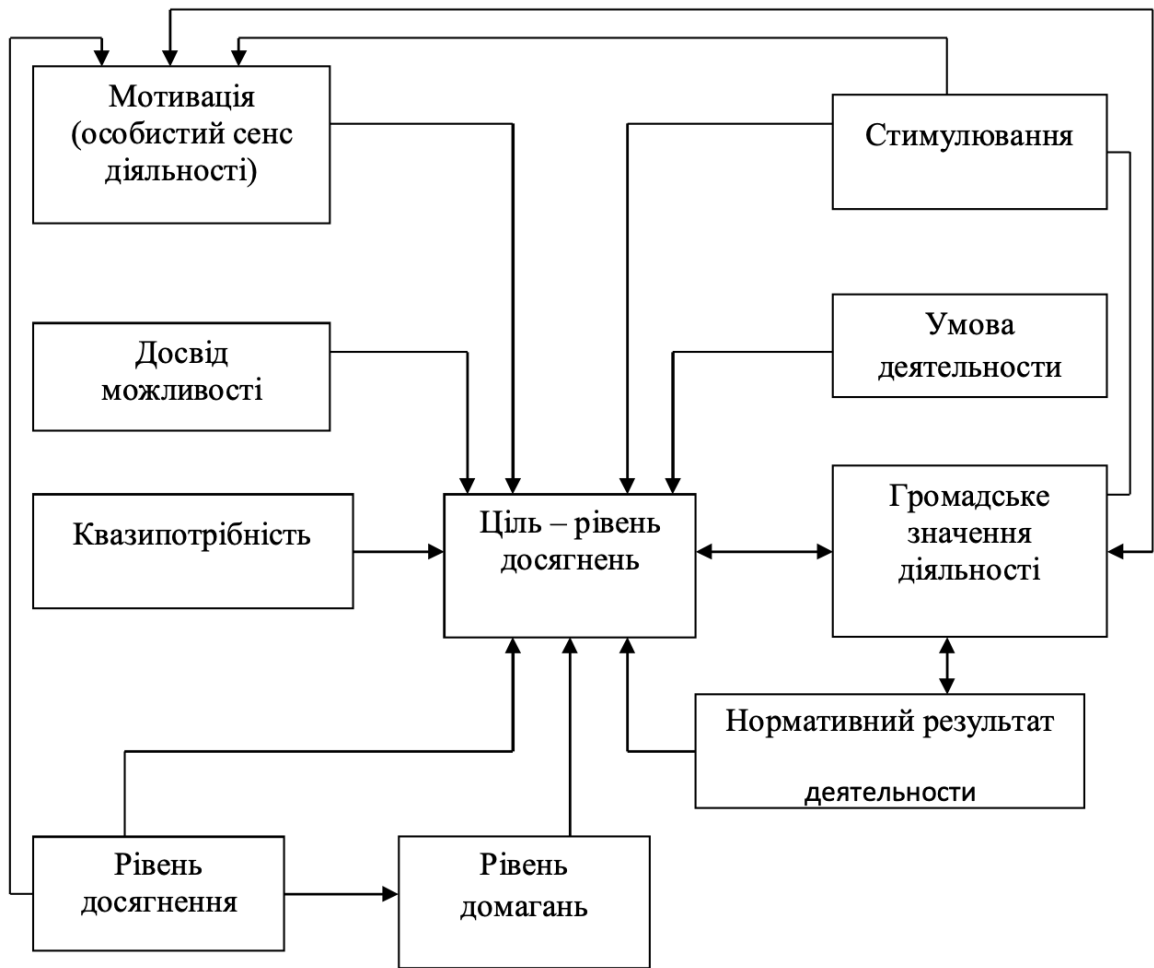 Мотивація
(особистий сенс
діяльності)
Стимулювання
Досвід
можливості
Умова
деятельности
Квазипотрібність
Ціль – рівень
досягнень
Громадське
значення
діяльності
Нормативний результат
деятельности
Рівень
досягнення
Рівень
домагань